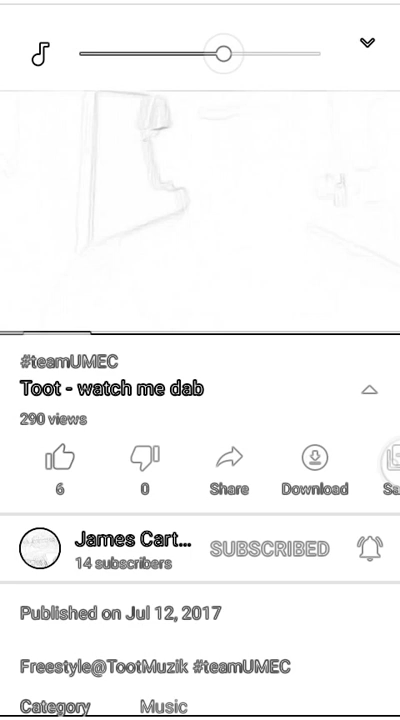 #teamUMEC
Toot - watch me dab
290 views
6
0
Share
Download
Sa
James Cart...
SUBSCRIBED
14 subscribers
Published on Jul 12, 2017
Freestyle@TootMuzik #teamUMEC
Category
Music